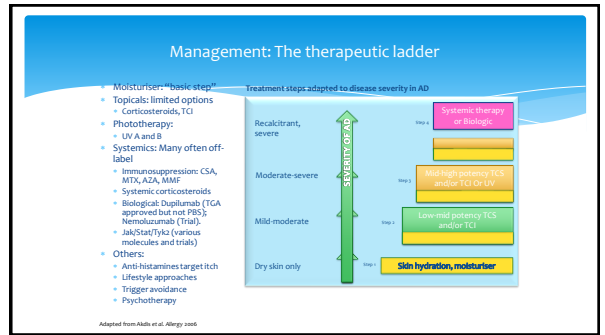 Management: The therapeutic ladder
Moisturiser: "basic step"
Topicals: limited options
Corticosteroids, TCI
Phototherapy:
UV A and B
Systemics: Many often off-
label
Immunosuppression: CSA,
MTX, AZA, MMF
Systemic corticosteroids
Biological: Dupilumab (TGA
approved but not PBS);
Nemoluzumab (Trial).
Jak/Stat/Tyk2 (various
molecules and trials)
Others:
Anti-histamines target itch
Lifestyle approaches
Trigger avoidance
Psychotherapy
Treatment steps adapted to disease severity in AD
Recalcitrant,
severe
Moderate-severe
Mild-moderate
Dry skin only
SEVERITY OF AD
Step 4
Systemic therapy
or Biologic
Step 3
Mid-high potency TCS
and/or TCI Or UV
Step 2
Low-mid potency TCS
and/or TCI
Step 1
Skin hydration, moisturiser
Adapted from Akdis et al. Allergy 2006